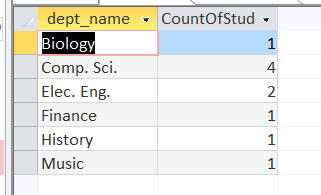 dept_name CountOfStud
Biology 1
Comp. Sci. 4
Elec. Eng. 2
Finance 1
History 1
Music 1